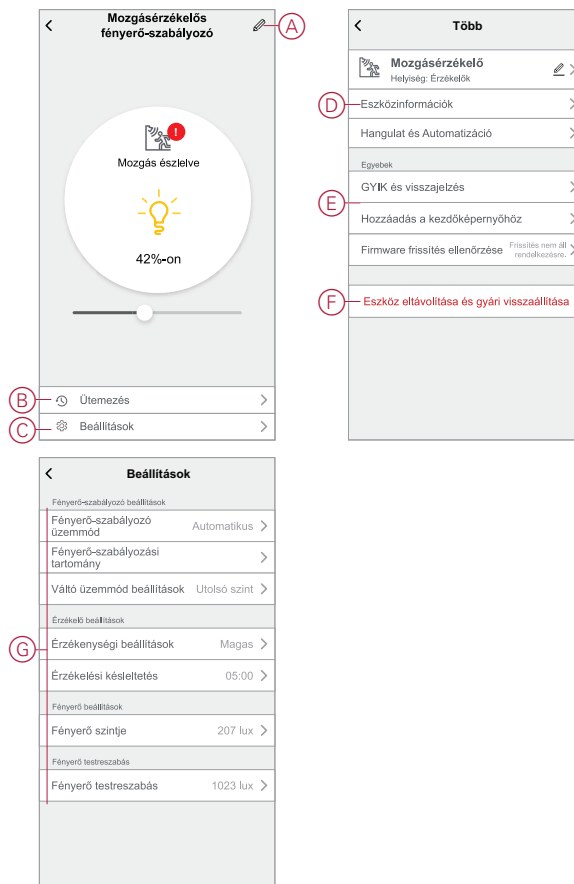 Mozgásérzékelős
fényerő-szabályozó
A
Mozgás észlelve
42%-on
B
Ütemezés
C
Beállítások
Több
Mozgásérzékelő
Helyiség: Érzékelők
D
Eszközinformációk
Hangulat és Automatizáció
Egyebek
E
GYIK és visszajelzés
Hozzáadás a kezdőképernyőhöz
Firmware frissítés ellenőrzése
Frissítés nem áll
rendelkezésre.
F
Eszköz eltávolítása és gyári visszaállítása
Beállítások
Fényerő-szabályozó beállítások
Fényerő-szabályozó
üzemmód
Automatikus
Fényerő-szabályozási
tartomány
Váltó üzemmód beállítások
Utolsó szint
Érzékelő beállítások
G
Érzékenységi beállítások
Magas
Érzékelési késleltetés
05:00
Fényerő beállítások
Fényerő szintje
207 lux
Fényerő testreszabás
Fényerő testreszabás
1023 lux